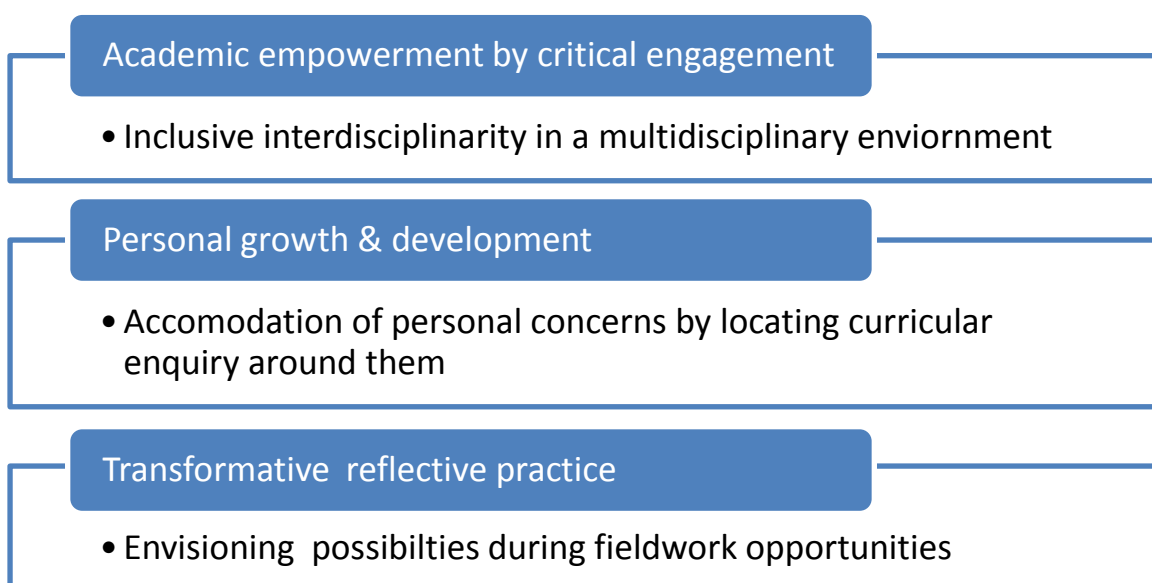 Academic empowerment by critical engagement
• Inclusive interdisciplinarity in a multidisciplinary enviornment
Personal growth & development
• Accomodation of personal concerns by locating curricular
enquiry around them
Transformative reflective practice
• Envisioning possibilties during fieldwork opportunities